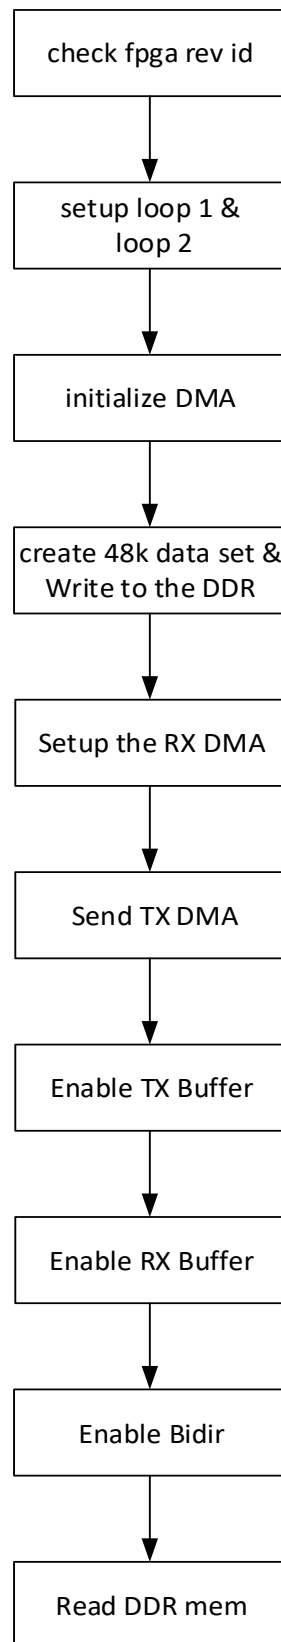 check fpga rev id
setup loop 1 &
loop 2
initialize DMA
create 48k data set &
Write to the DDR
Setup the RX DMA
Send TX DMA
Enable TX Buffer
Enable RX Buffer
Enable Bidir
Read DDR mem